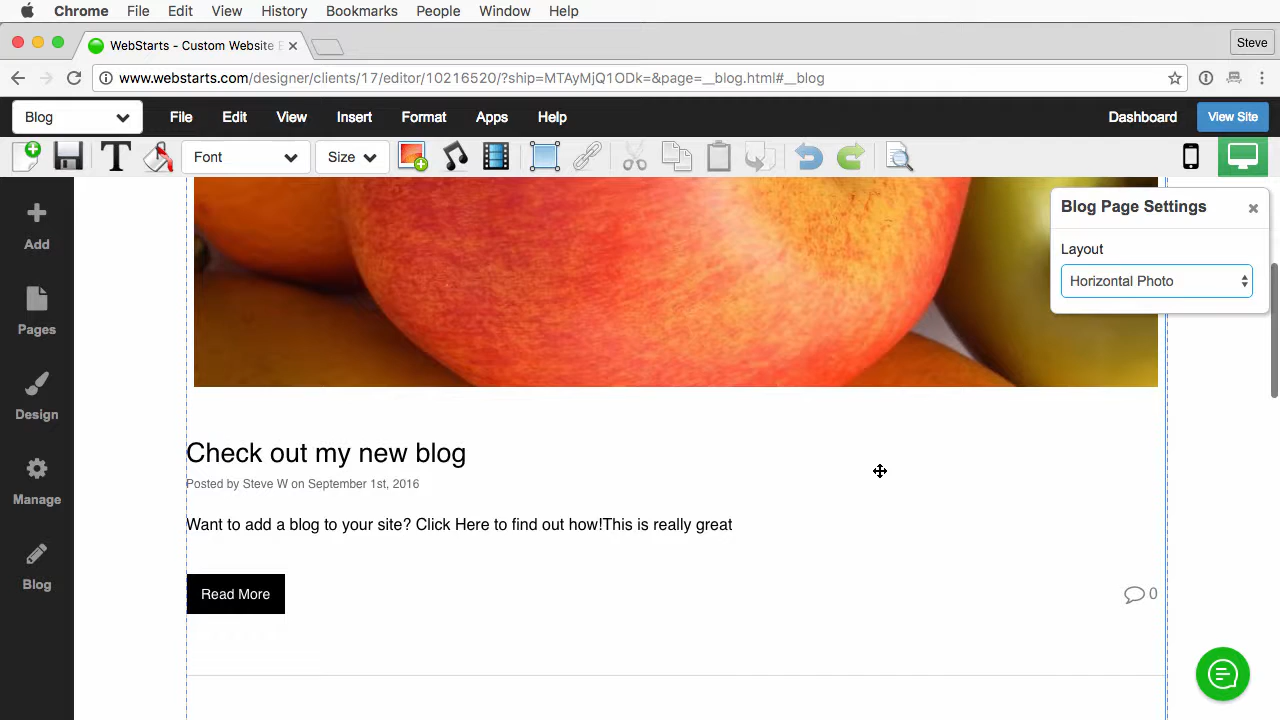 Chrome File Edit View History Bookmarks People Window Help
WebStarts - Custom Website
Steve
www.webstarts.com/designer/clients/17/editor/10216520/?ship=MTAyMjQ1ODk=&page=__blog.html#__blog
Blog File Edit View Insert Format Apps Help Dashboard View Site
T Font Size
Add
Pages
Design
Manage
Blog
Blog Page Settings
Layout
Horizontal Photo
Check out my new blog
Posted by Steve W on September 1st, 2016
Want to add a blog to your site? Click Here to find out how!This is really great
Read More
0